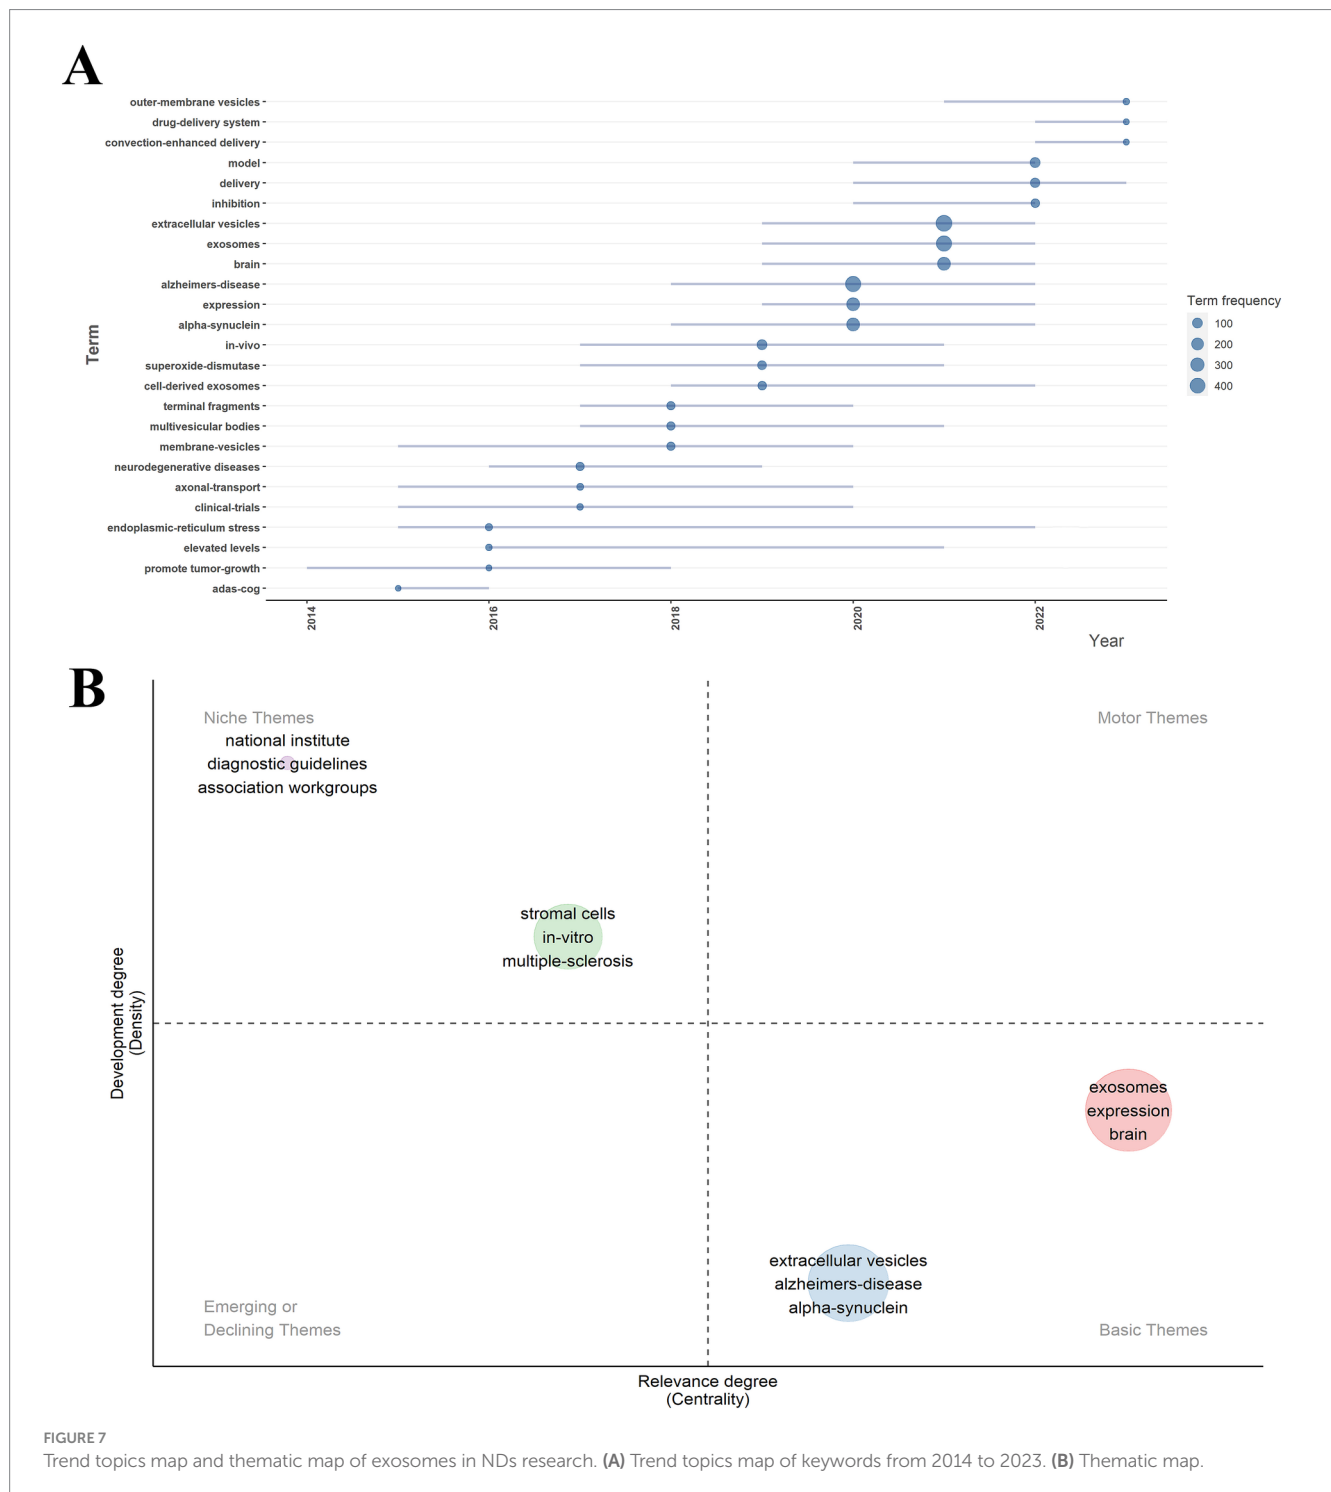 A
outer-membrane vesicles
drug-delivery system
convection-enhanced delivery
model
delivery
inhibition
extracellular vesicles
exosomes
brain
alzheimers-disease
expression
alpha-synuclein
in-vivo
superoxide-dismutase
cell-derived exosomes
terminal fragments
multivesicular bodies
membrane-vesicles
neurodegenerative diseases
axonal-transport
clinical-trials
endoplasmic-reticulum stress
elevated levels
promote tumor-growth
adas-cog
Term
2014
2016
2018
2020
2022
Year
Term frequency
100
200
300
400
B
Niche Themes
Motor Themes
national institute
diagnostic guidelines
association workgroups
stromal cells
in-vitro
multiple-sclerosis
Development degree
(Density)
exosomes
expression
brain
extracellular vesicles
alzheimers-disease
alpha-synuclein
Emerging or
Declining Themes
Basic Themes
Relevance degree
(Centrality)
FIGURE 7
Trend topics map and thematic map of exosomes in NDs research. (A) Trend topics map of keywords from 2014 to 2023. (B) Thematic map.